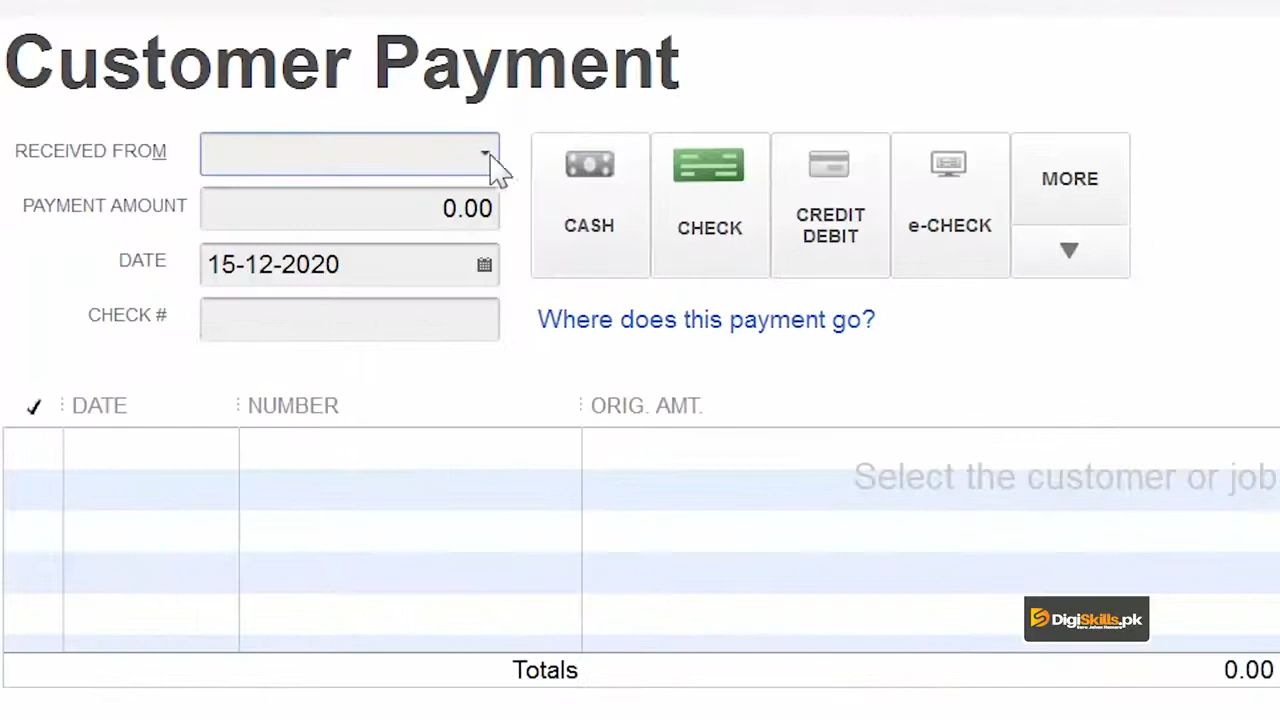 Customer Payment
RECEIVED FROM
PAYMENT AMOUNT 0.00
DATE 15-12-2020
CHECK #
CASH
CHECK
CREDIT
DEBIT
e-CHECK
MORE
Where does this payment go?
✓ DATE NUMBER ORIG. AMT.
Select the customer or job
DigiSkills.pk
Totals 0.00